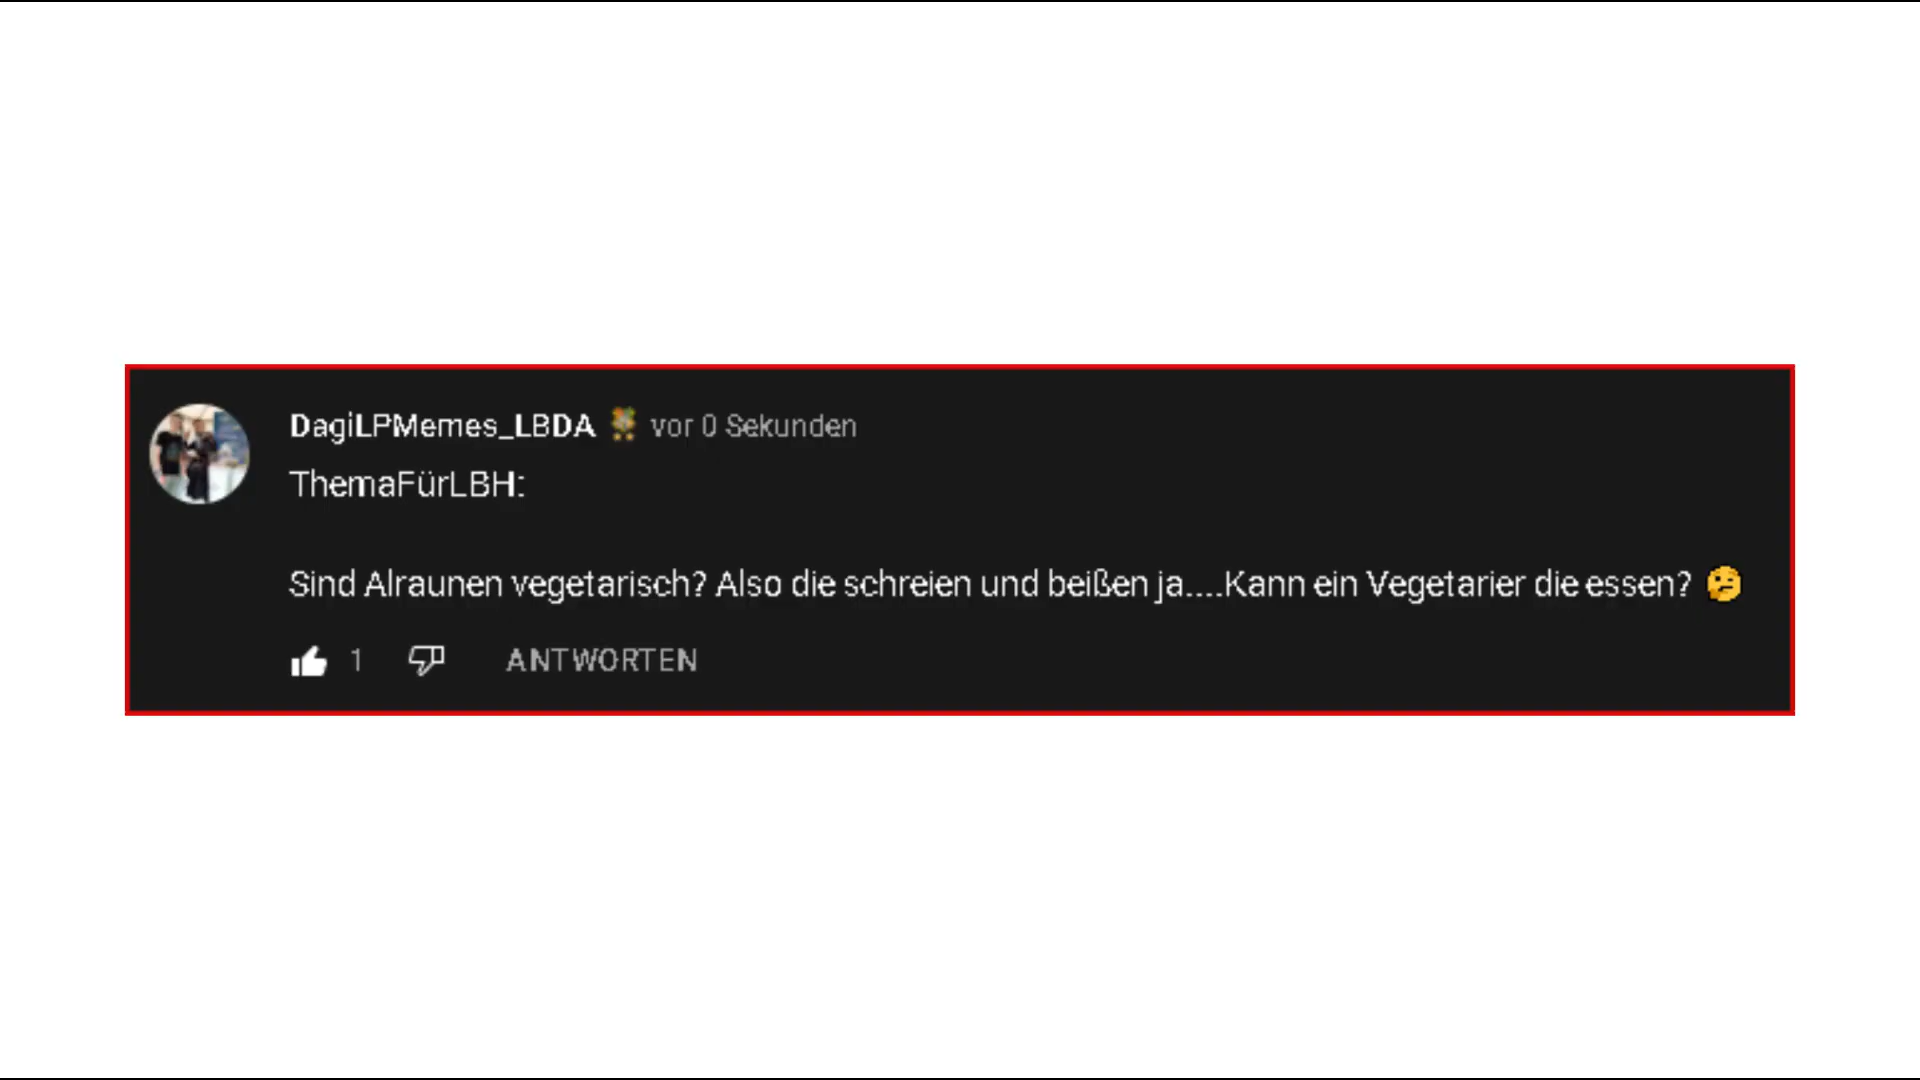 DagiLPMemes_LBDA vor 0 Sekunden
ThemaFürLBH:
Sind Alraunen vegetarisch? Also die schreien und beißen ja....Kann ein Vegetarier die essen? 🤔
1 ANTWORTEN